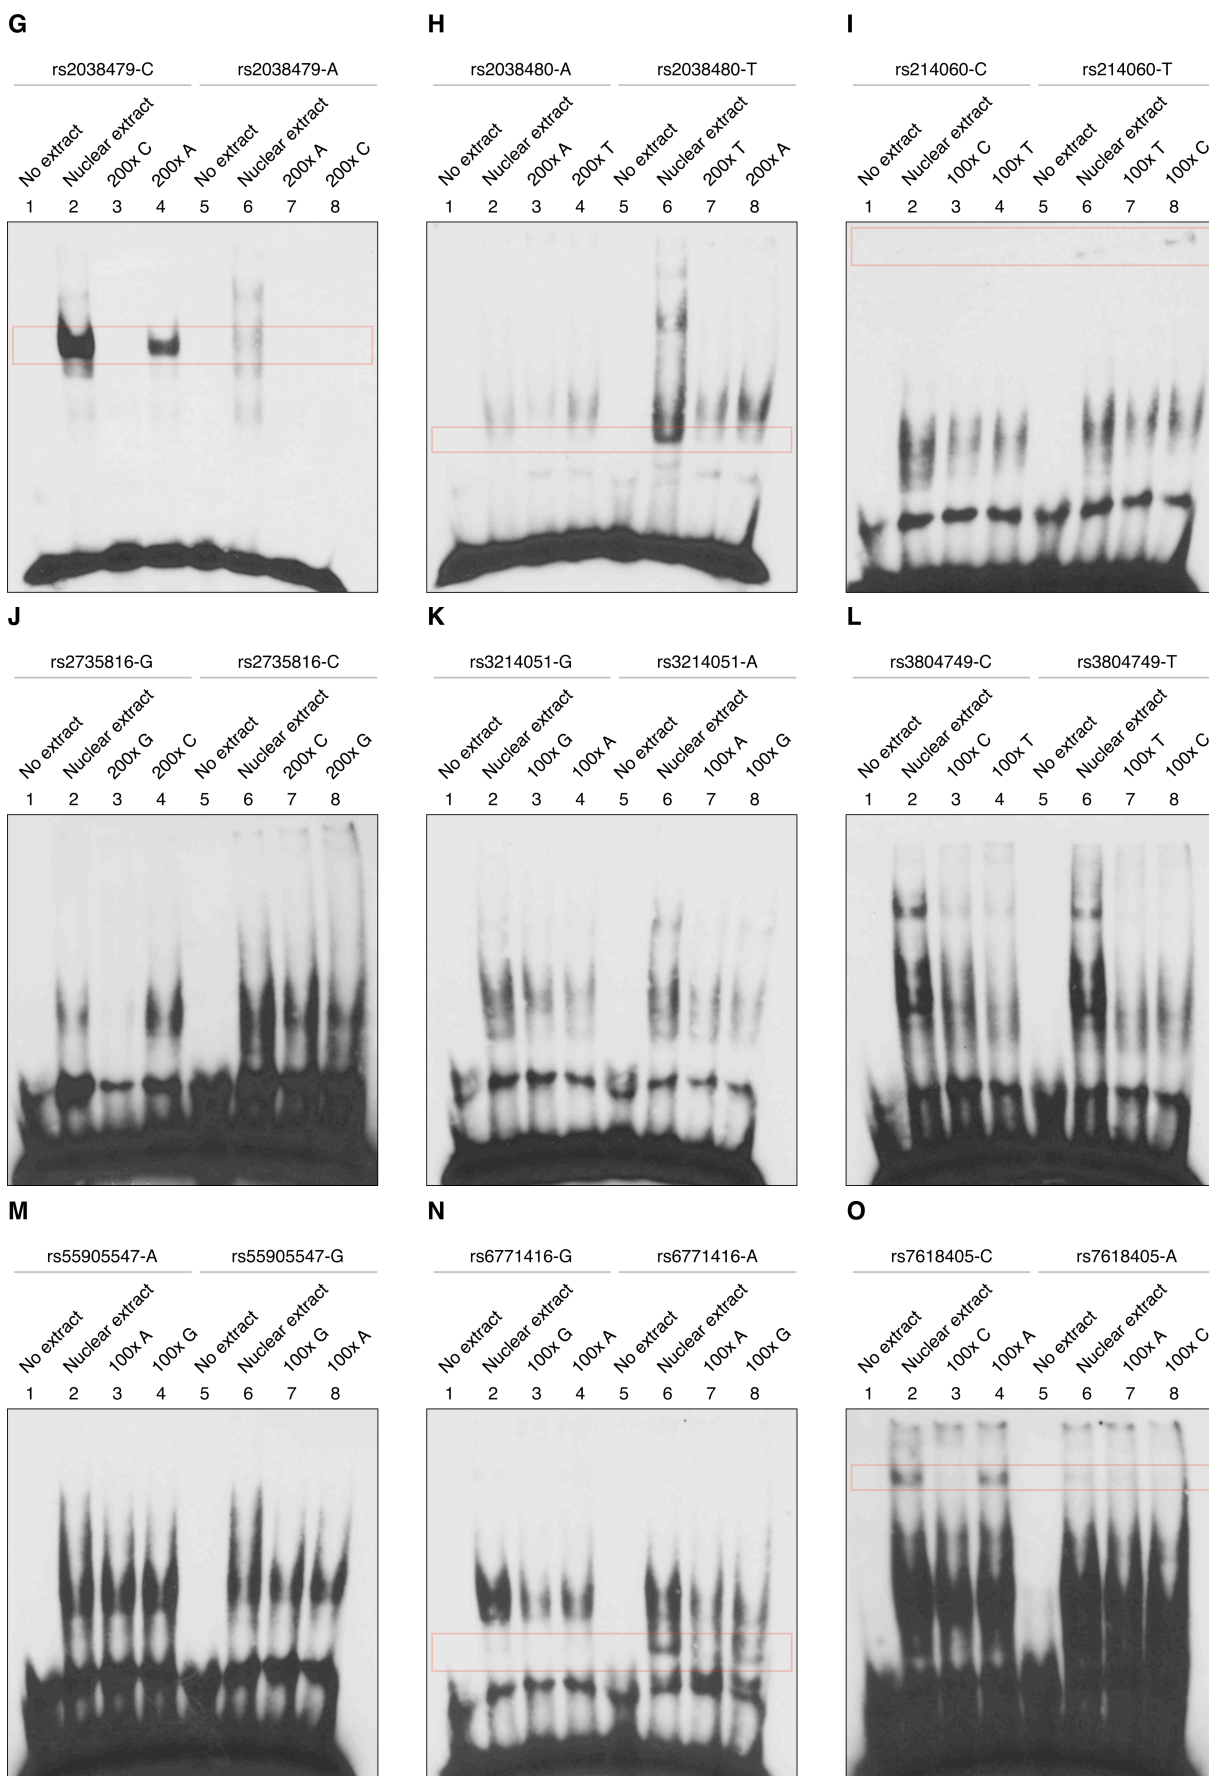 G H I
rs2038479-C rs2038479-A rs2038480-A rs2038480-T rs214060-C rs214060-T
No extract Nuclear extract 200x C 200x A No extract Nuclear extract 200x A 200x C No extract Nuclear extract 200x A 200x T No extract Nuclear extract 200x T 200x A No extract Nuclear extract 100x C 100x T No extract Nuclear extract 100x T 100x C
1 2 3 4 5 6 7 8 1 2 3 4 5 6 7 8 1 2 3 4 5 6 7 8
J K L
rs2735816-G rs2735816-C rs3214051-G rs3214051-A rs3804749-C rs3804749-T
No extract Nuclear extract 200x G 200x C No extract Nuclear extract 200x C 200x G No extract Nuclear extract 100x G 100x A No extract Nuclear extract 100x A 100x G No extract Nuclear extract 100x C 100x T No extract Nuclear extract 100x T 100x C
1 2 3 4 5 6 7 8 1 2 3 4 5 6 7 8 1 2 3 4 5 6 7 8
M N O
rs55905547-A rs55905547-G rs6771416-G rs6771416-A rs7618405-C rs7618405-A
No extract Nuclear extract 100x A 100x G No extract Nuclear extract 100x G 100x A No extract Nuclear extract 100x G 100x A No extract Nuclear extract 100x A 100x G No extract Nuclear extract 100x C 100x A No extract Nuclear extract 100x A 100x C
1 2 3 4 5 6 7 8 1 2 3 4 5 6 7 8 1 2 3 4 5 6 7 8